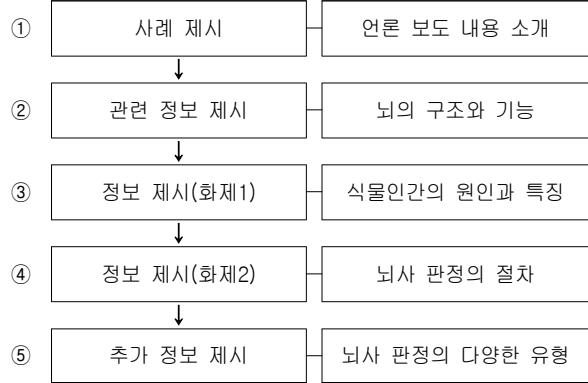 ① 사례 제시 언론 보도 내용 소개
② 관련 정보 제시 뇌의 구조와 기능
③ 정보 제시(화제1) 식물인간의 원인과 특징
④ 정보 제시(화제2) 뇌사 판정의 절차
⑤ 추가 정보 제시 뇌사 판정의 다양한 유형